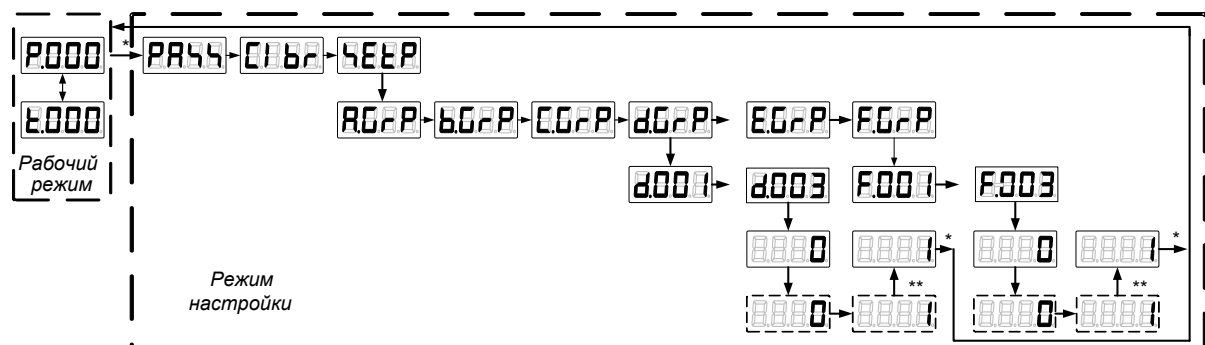 P.000 * PASS CLbr SEtP
t.000
A.GrP b.GrP C.GrP d.GrP E.GrP F.GrP
Рабочий
режим
d.001 d.003 F.001 F.003
0 1 * 0 1 *
Режим
настройки
** **
0 1 0 1